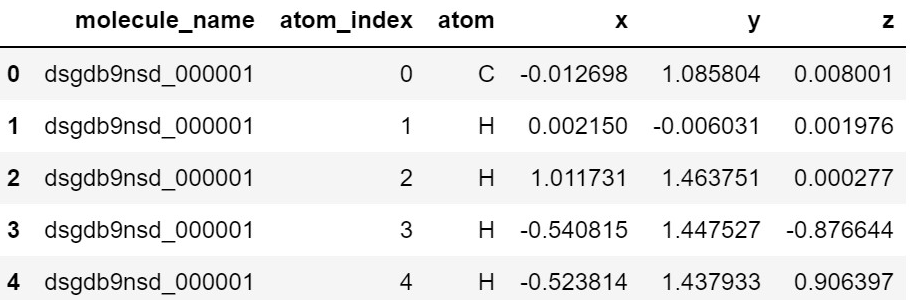 molecule_name atom_index atom x y z
0 dsgdb9nsd_000001 0 C -0.012698 1.085804 0.008001
1 dsgdb9nsd_000001 1 H 0.002150 -0.006031 0.001976
2 dsgdb9nsd_000001 2 H 1.011731 1.463751 0.000277
3 dsgdb9nsd_000001 3 H -0.540815 1.447527 -0.876644
4 dsgdb9nsd_000001 4 H -0.523814 1.437933 0.906397